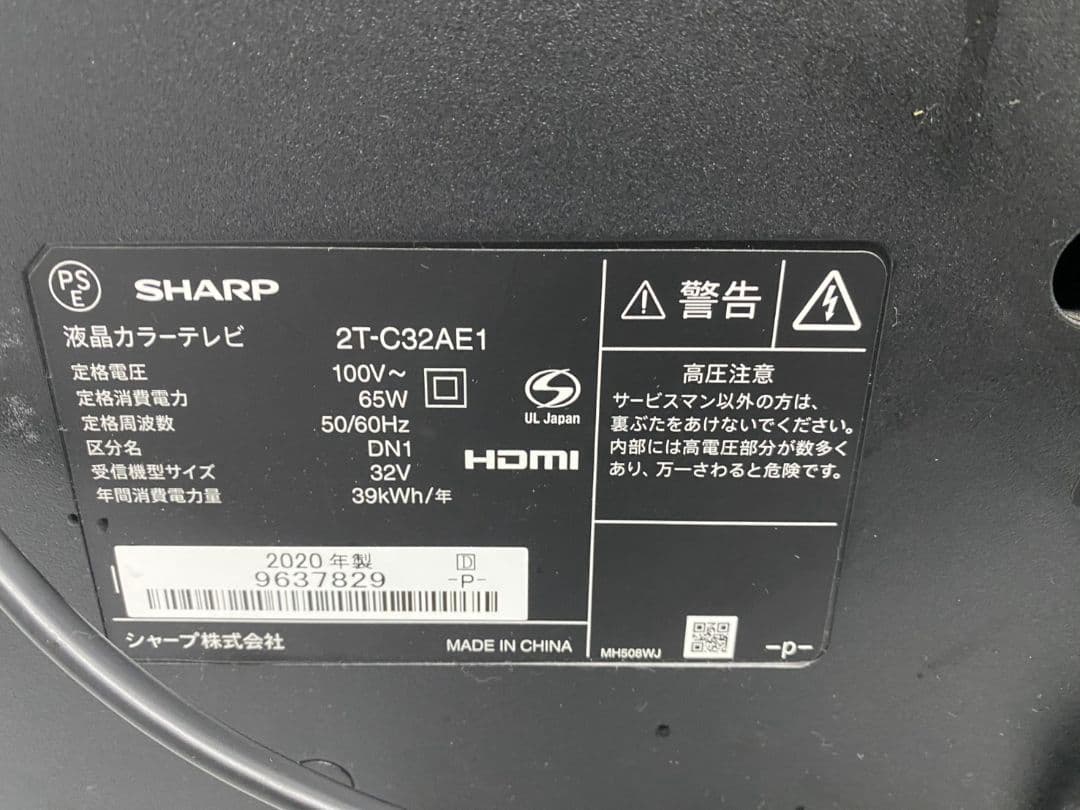 PSE
SHARP
液晶カラーテレビ 2T-C32AE1
定格電圧 100V～
定格消費電力 65W
定格周波数 50/60Hz
区分名 DN1
受信機型サイズ 32V
年間消費電力量 39kWh/年
UL Japan
HDMI
2020年製 D
9637829 -P-
シャープ株式会社 MADE IN CHINA
警告
高圧注意
サービスマン以外の方は、
裏ぶたをあけないでください。
内部には高電圧部分が数多く
あり、万一さわると危険です。
MH508WJ -p-